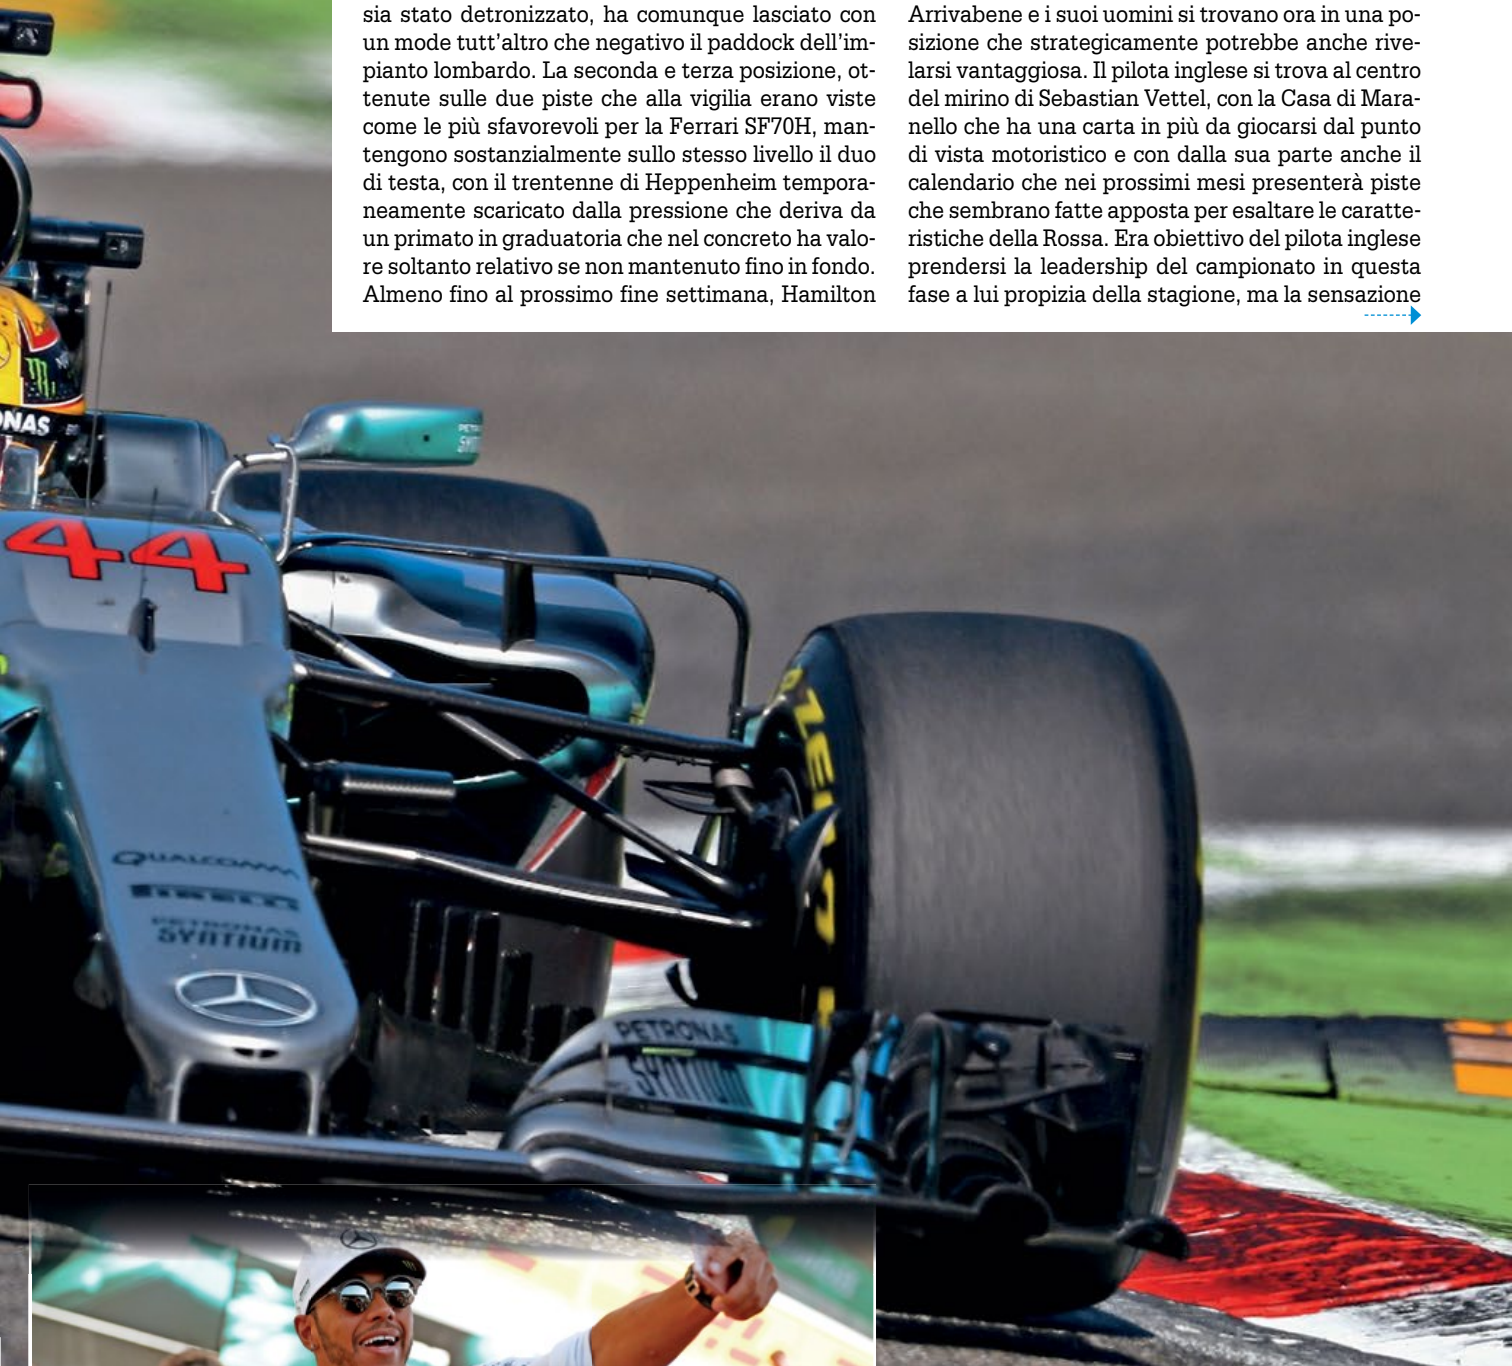 sia stato detronizzato, ha comunque lasciato con
un mode tutt'altro che negativo il paddock dell'im-
pianto lombardo. La seconda e terza posizione, ot-
tenute sulle due piste che alla vigilia erano viste
come le più sfavorevoli per la Ferrari SF70H, man-
tengono sostanzialmente sullo stesso livello il duo
di testa, con il trentenne di Heppenheim tempora-
neamente scaricato dalla pressione che deriva da
un primato in graduatoria che nel concreto ha valo-
re soltanto relativo se non mantenuto fino in fondo.
Almeno fino al prossimo fine settimana, Hamilton
Arrivabene e i suoi uomini si trovano ora in una po-
sizione che strategicamente potrebbe anche rive-
larsi vantaggiosa. Il pilota inglese si trova al centro
del mirino di Sebastian Vettel, con la Casa di Mara-
nello che ha una carta in più da giocarsi dal punto
di vista motoristico e con dalla sua parte anche il
calendario che nei prossimi mesi presenterà piste
che sembrano fatte apposta per esaltare le caratte-
ristiche della Rossa. Era obiettivo del pilota inglese
prendersi la leadership del campionato in questa
fase a lui propizia della stagione, ma la sensazione
ONAS
44
QUALCOMM
PIRELLI
PETRONAS
SYNTIUM
PETRONAS
SYNTIUM